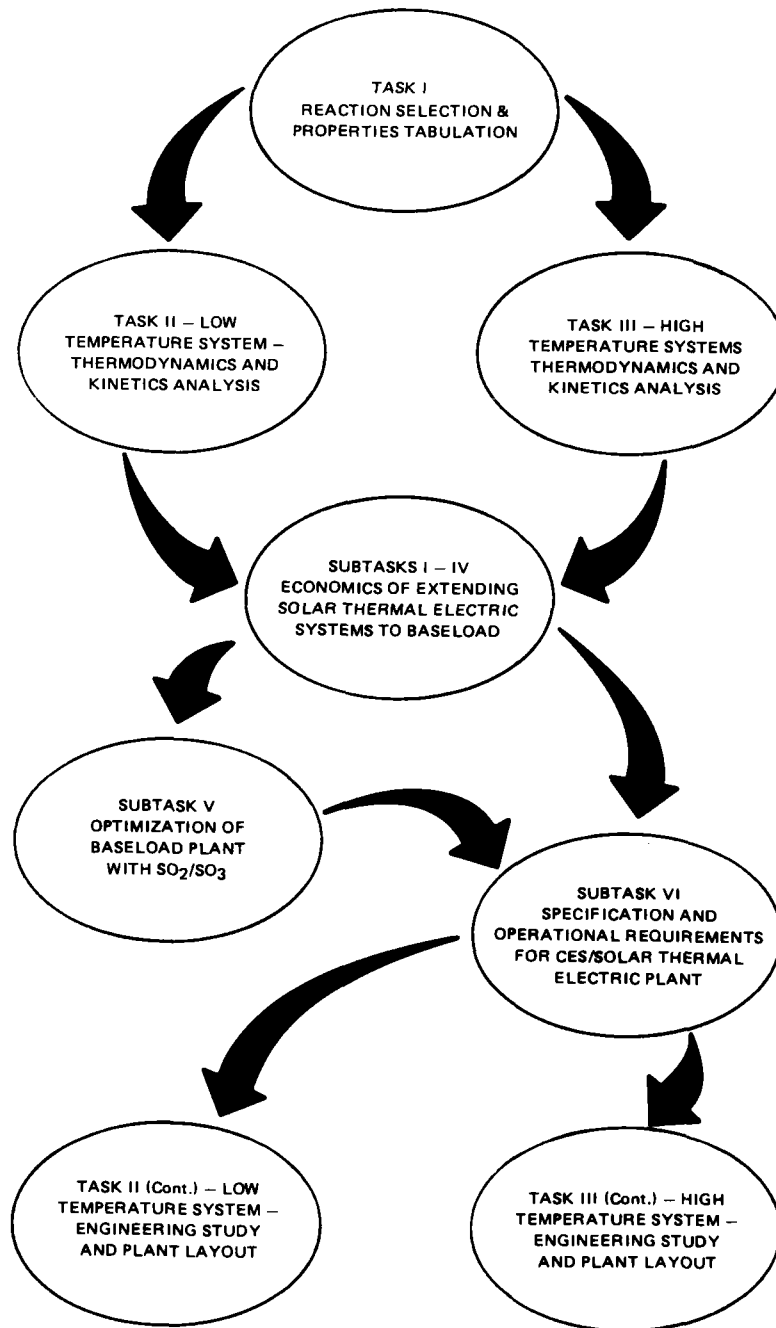 TASK I
REACTION SELECTION &
PROPERTIES TABULATION
TASK II – LOW
TEMPERATURE SYSTEM –
THERMODYNAMICS AND
KINETICS ANALYSIS
TASK III – HIGH
TEMPERATURE SYSTEMS
THERMODYNAMICS AND
KINETICS ANALYSIS
SUBTASKS I – IV
ECONOMICS OF EXTENDING
SOLAR THERMAL ELECTRIC
SYSTEMS TO BASELOAD
SUBTASK V
OPTIMIZATION OF
BASELOAD PLANT
WITH SO2/SO3
SUBTASK VI
SPECIFICATION AND
OPERATIONAL REQUIREMENTS
FOR CES/SOLAR THERMAL
ELECTRIC PLANT
TASK II (Cont.) – LOW
TEMPERATURE SYSTEM –
ENGINEERING STUDY
AND PLANT LAYOUT
TASK III (Cont.) – HIGH
TEMPERATURE SYSTEM –
ENGINEERING STUDY
AND PLANT LAYOUT